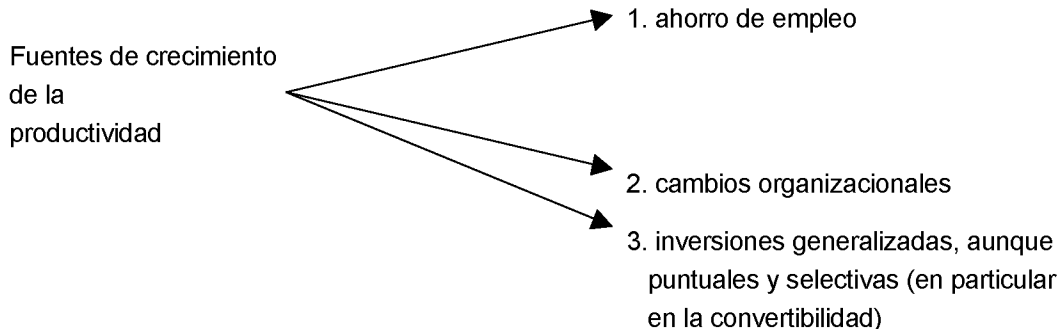 Fuentes de crecimiento
de la
productividad
1. ahorro de empleo
2. cambios organizacionales
3. inversiones generalizadas, aunque
puntuales y selectivas (en particular
en la convertibilidad)